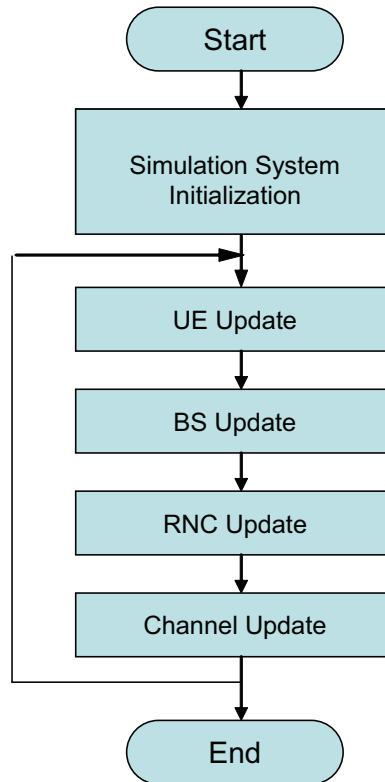 Start
Simulation System
Initialization
UE Update
BS Update
RNC Update
Channel Update
End